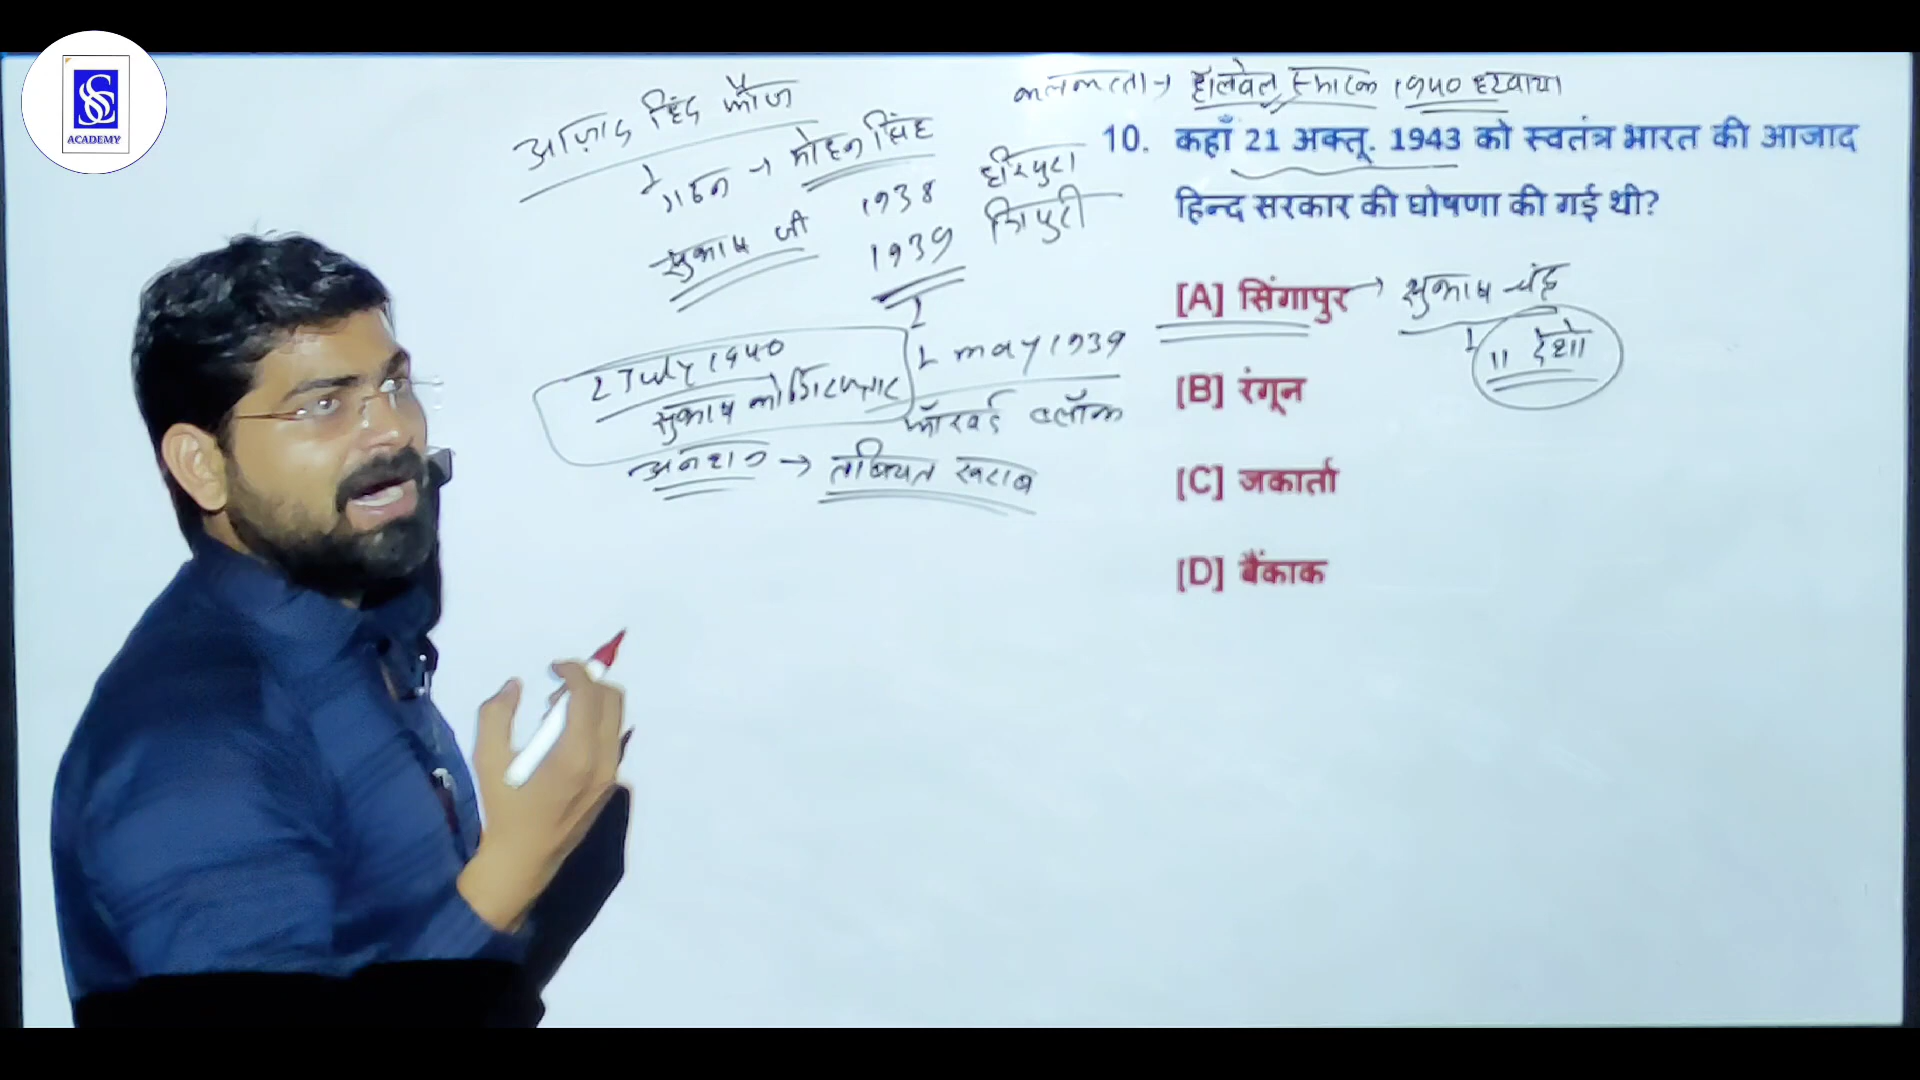 SSC
ACADEMY
आज़ाद हिंद फौज
गठन → मोहन सिंह
सुभाष जी 1938 हरिपुरा
1939 त्रिपुरी
1 may 1939
फॉरवर्ड ब्लॉक
2 July 1940
सुभाष को गिरफ्तार
अनशन → तबियत खराब
कलकत्ता → हॉलवेल स्मारक 1940 हटवाया
10. कहाँ 21 अक्तू. 1943 को स्वतंत्र भारत की आजाद
हिन्द सरकार की घोषणा की गई थी?
[A] सिंगापुर → सुभाष चंद्र
11 देशो
[B] रंगून
[C] जकार्ता
[D] बैंकाक